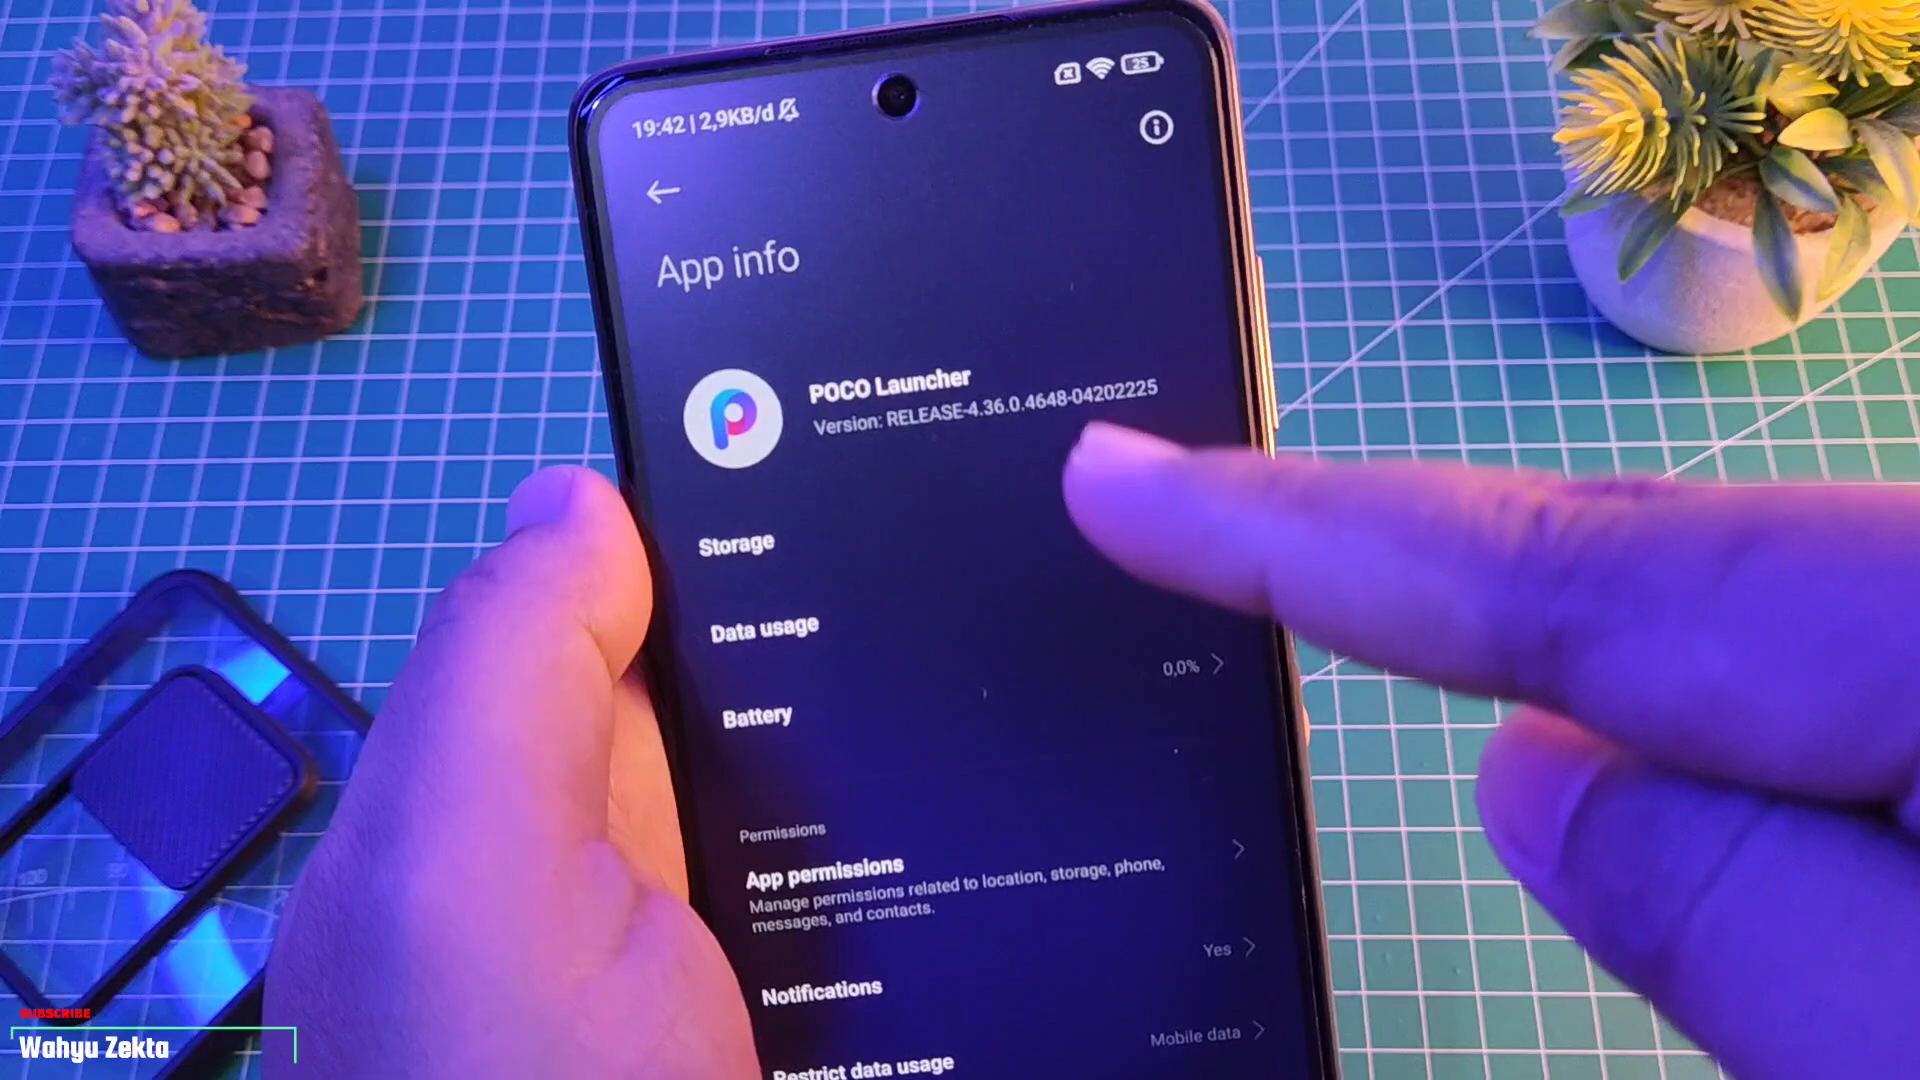 19:42 | 2,9KB/d
25
App info
POCO Launcher
Version: RELEASE-4.36.0.4648-04202225
Storage
Data usage
0,0%
Battery
Permissions
App permissions
Manage permissions related to location, storage, phone,
messages, and contacts.
Yes
Notifications
Mobile data
Restrict data usage
SUBSCRIBE
Wahyu Zekta